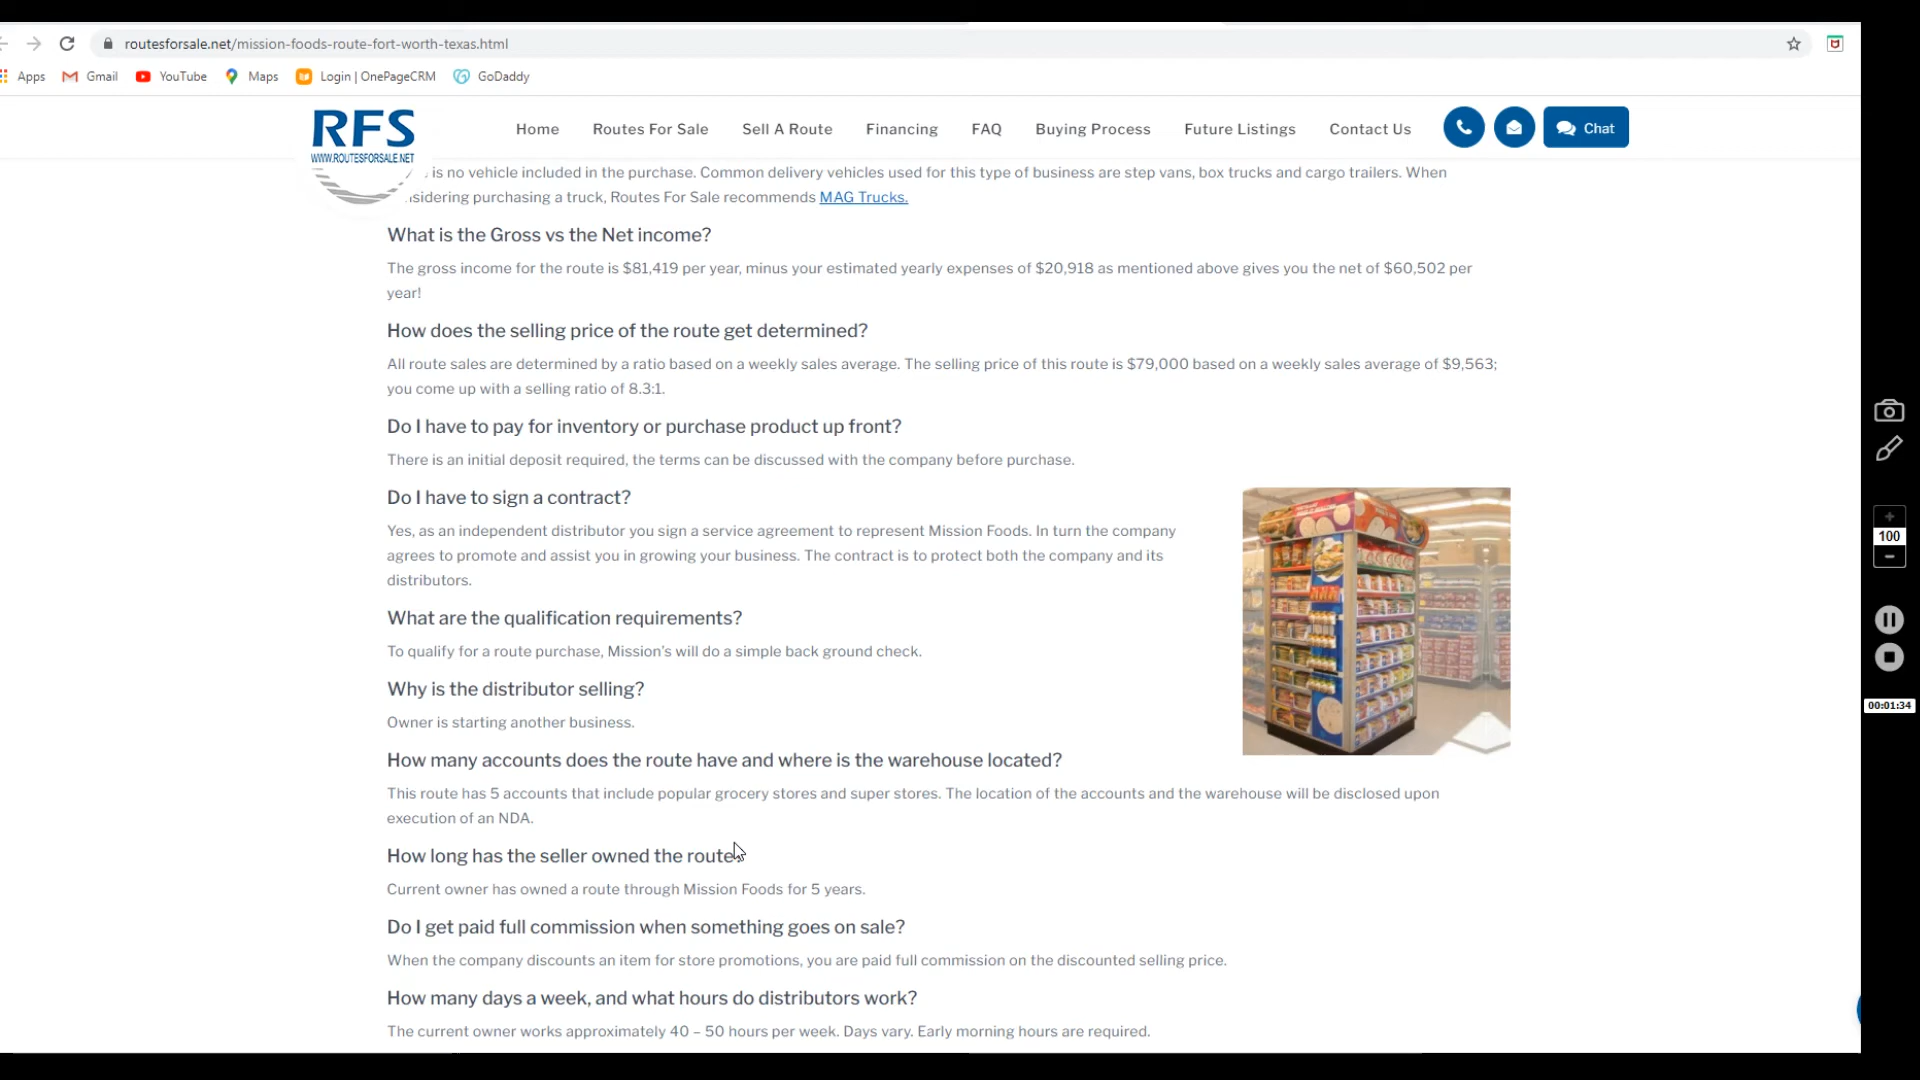 routesforsale.net/mission-foods-route-fort-worth-texas.html
Apps Gmail YouTube Maps Login | OnePageCRM GoDaddy
RFS
WWW.ROUTESFORSALE.NET
Home Routes For Sale Sell A Route Financing FAQ Buying Process Future Listings Contact Us Chat
is no vehicle included in the purchase. Common delivery vehicles used for this type of business are step vans, box trucks and cargo trailers. When
nsidering purchasing a truck, Routes For Sale recommends MAG Trucks.
What is the Gross vs the Net income?
The gross income for the route is $81,419 per year, minus your estimated yearly expenses of $20,918 as mentioned above gives you the net of $60,502 per
year!
How does the selling price of the route get determined?
All route sales are determined by a ratio based on a weekly sales average. The selling price of this route is $79,000 based on a weekly sales average of $9,563;
you come up with a selling ratio of 8.3:1.
Do I have to pay for inventory or purchase product up front?
There is an initial deposit required, the terms can be discussed with the company before purchase.
Do I have to sign a contract?
Yes, as an independent distributor you sign a service agreement to represent Mission Foods. In turn the company
agrees to promote and assist you in growing your business. The contract is to protect both the company and its
distributors.
What are the qualification requirements?
To qualify for a route purchase, Mission's will do a simple back ground check.
Why is the distributor selling?
Owner is starting another business.
How many accounts does the route have and where is the warehouse located?
This route has 5 accounts that include popular grocery stores and super stores. The location of the accounts and the warehouse will be disclosed upon
execution of an NDA.
How long has the seller owned the route
Current owner has owned a route through Mission Foods for 5 years.
Do I get paid full commission when something goes on sale?
When the company discounts an item for store promotions, you are paid full commission on the discounted selling price.
How many days a week, and what hours do distributors work?
The current owner works approximately 40 – 50 hours per week. Days vary. Early morning hours are required.
100
00:01:34